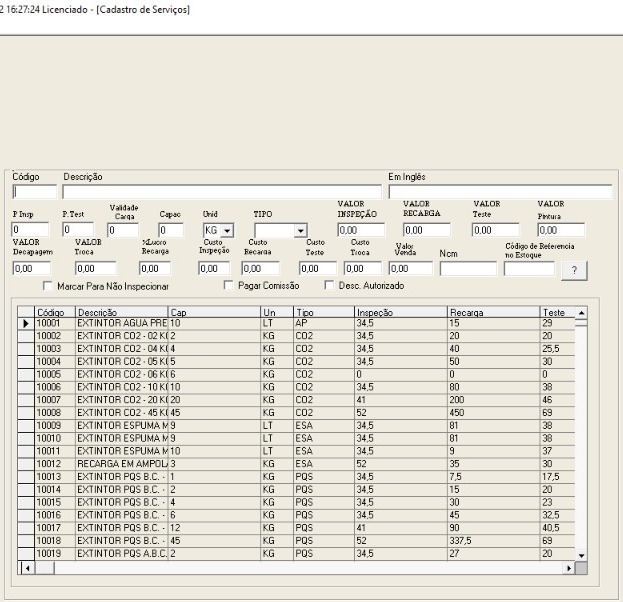 2 16:27:24 Licenciado - [Cadastro de Serviços]
Código Descrição Em Inglês
P Insp P. Test Validade Carga Capac Unid TIPO VALOR INSPEÇÃO VALOR RECARGA VALOR Teste VALOR Pintura
0 0 0 0 KG 0,00 0,00 0,00 0,00
VALOR Decapagem VALOR Troca %Lucro Recarga Custo Inspeção Custo Recarga Custo Teste Custo Troca Valor Venda Ncm Código de Referencia no Estoque
0,00 0,00 0,00 0,00 0,00 0,00 0,00 0,00 ?
Marcar Para Não Inspecionar Pagar Comissão Desc. Autorizado
Código Descrição Cap Un Tipo Inspeção Recarga Teste
10001 EXTINTOR AGUA PRE 10 LT AP 34,5 15 29
10002 EXTINTOR CO2 - 02 K( 2 KG CO2 34,5 20 20
10003 EXTINTOR CO2 - 04 K( 4 KG CO2 34,5 40 25,5
10004 EXTINTOR CO2 - 05 K( 5 KG CO2 34,5 50 30
10005 EXTINTOR CO2 - 06 K( 6 KG CO2 0 0 0
10006 EXTINTOR CO2 - 10 K( 10 KG CO2 34,5 80 38
10007 EXTINTOR CO2 - 20 K( 20 KG CO2 41 200 46
10008 EXTINTOR CO2 - 45 K( 45 KG CO2 52 450 69
10009 EXTINTOR ESPUMA M 9 LT ESA 34,5 81 38
10010 EXTINTOR ESPUMA M 9 LT ESA 34,5 81 38
10011 EXTINTOR ESPUMA M 10 LT ESA 34,5 9 37
10012 RECARGA EM AMPOL 3 KG ESA 52 35 30
10013 EXTINTOR PQS B.C. - 1 KG PQS 34,5 7,5 17,5
10014 EXTINTOR PQS B.C. - 2 KG PQS 34,5 15 20
10015 EXTINTOR PQS B.C. - 4 KG PQS 34,5 30 23
10016 EXTINTOR PQS B.C. - 6 KG PQS 34,5 45 32,5
10017 EXTINTOR PQS B.C. - 12 KG PQS 41 90 40,5
10018 EXTINTOR PQS B.C. - 45 KG PQS 52 337,5 69
10019 EXTINTOR PQS A.B.C. 2 KG PQS 34,5 27 20